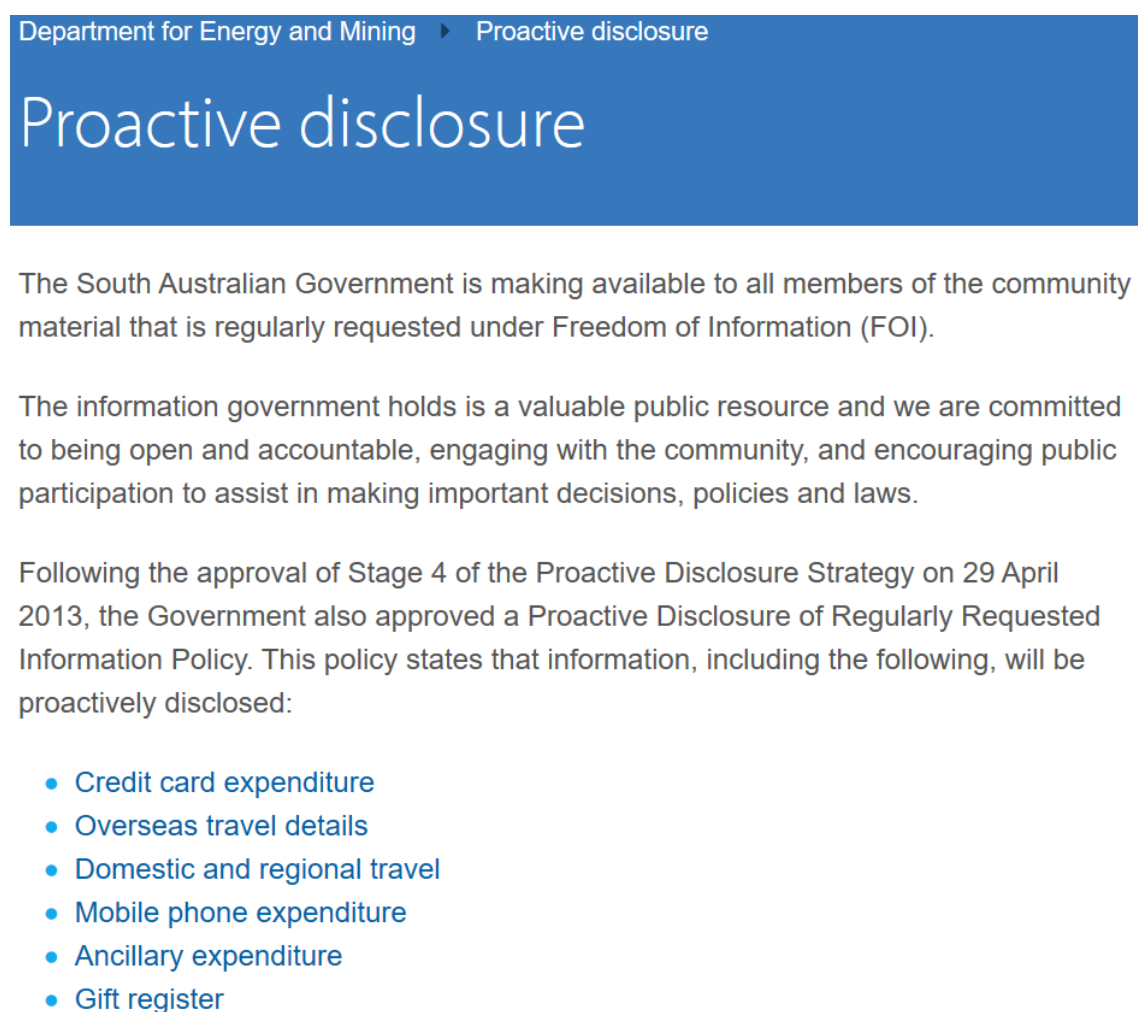 Department for Energy and Mining Proactive disclosure
Proactive disclosure
The South Australian Government is making available to all members of the community
material that is regularly requested under Freedom of Information (FOI).
The information government holds is a valuable public resource and we are committed
to being open and accountable, engaging with the community, and encouraging public
participation to assist in making important decisions, policies and laws.
Following the approval of Stage 4 of the Proactive Disclosure Strategy on 29 April
2013, the Government also approved a Proactive Disclosure of Regularly Requested
Information Policy. This policy states that information, including the following, will be
proactively disclosed:
Credit card expenditure
Overseas travel details
Domestic and regional travel
Mobile phone expenditure
Ancillary expenditure
Gift register